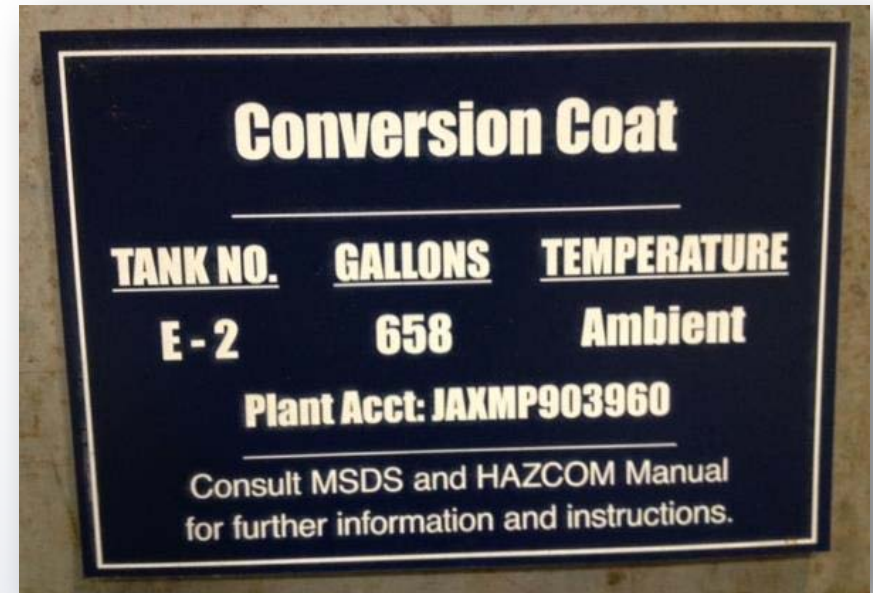 Conversion Coat
TANK NO. GALLONS TEMPERATURE
E - 2 658 Ambient
Plant Acct: JAXMP903960
Consult MSDS and HAZCOM Manual
for further information and instructions.